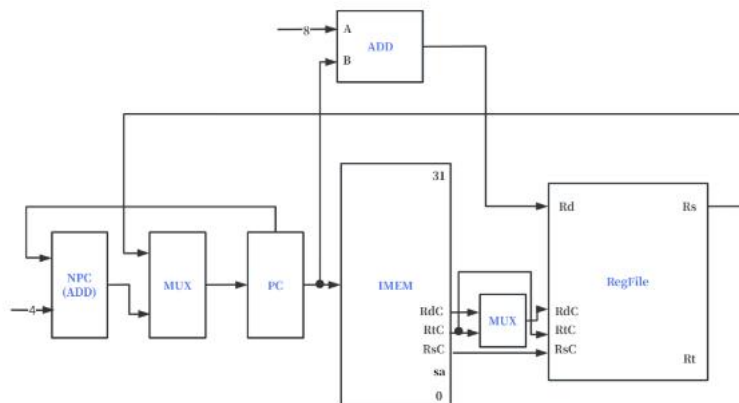 8
A
ADD
B
31
Rd
Rs
NPC
(ADD)
MUX
PC
IMEM
RegFile
4
RdC
MUX
RdC
RtC
RtC
RsC
RsC
sa
Rt
0